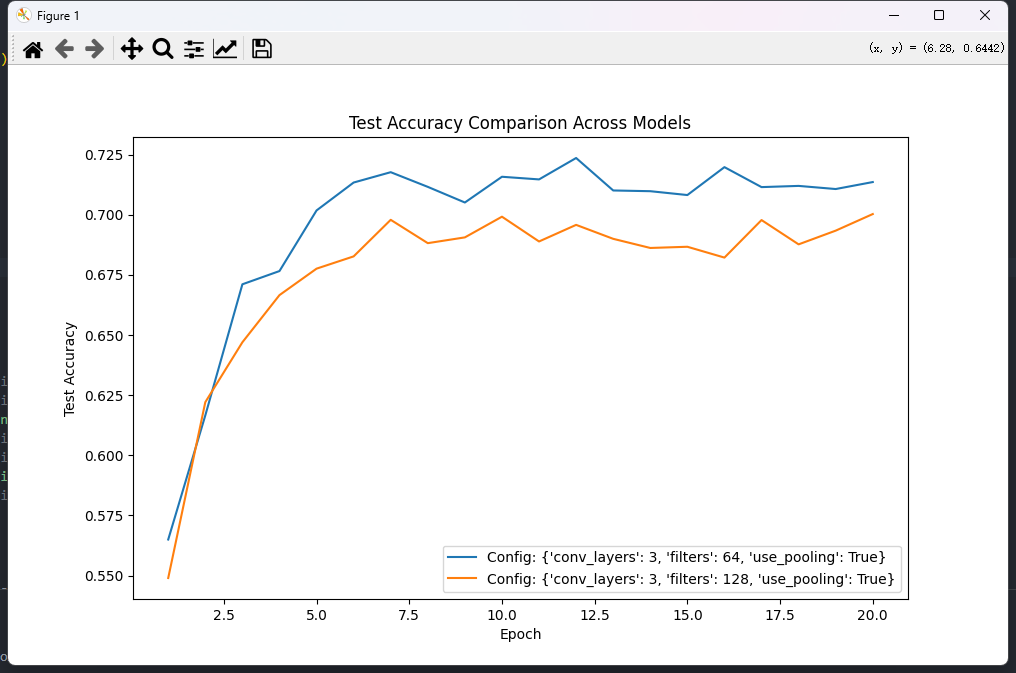 Figure 1
(x, y) = (6.28, 0.6442)
Test Accuracy Comparison Across Models
0.725
0.700
0.675
0.650
0.625
0.600
0.575
0.550
Test Accuracy
Config: {'conv_layers': 3, 'filters': 64, 'use_pooling': True}
Config: {'conv_layers': 3, 'filters': 128, 'use_pooling': True}
2.5 5.0 7.5 10.0 12.5 15.0 17.5 20.0
Epoch